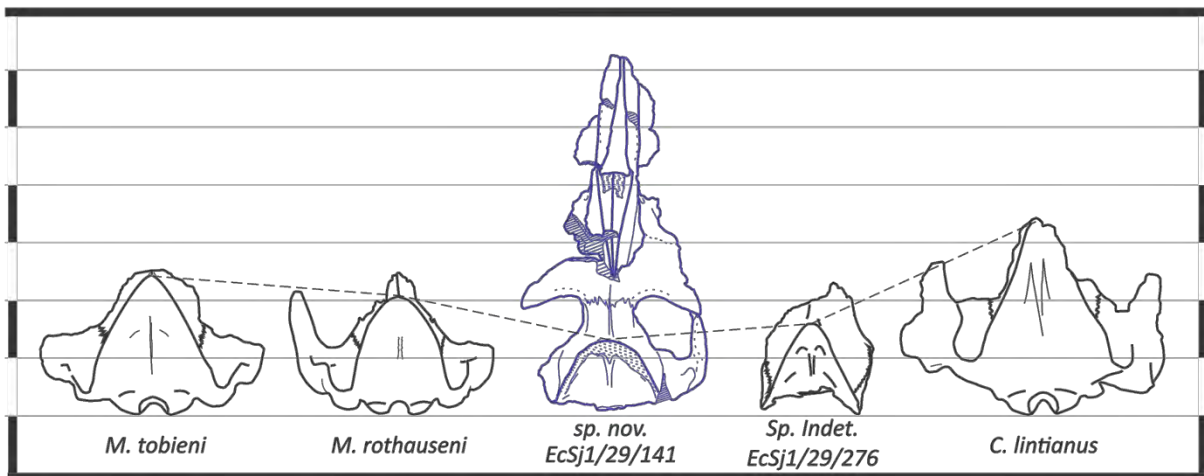 M. tobieni
M. rothauseni
sp. nov.
EcSj1/29/141
Sp. Indet.
EcSj1/29/276
C. lintianus